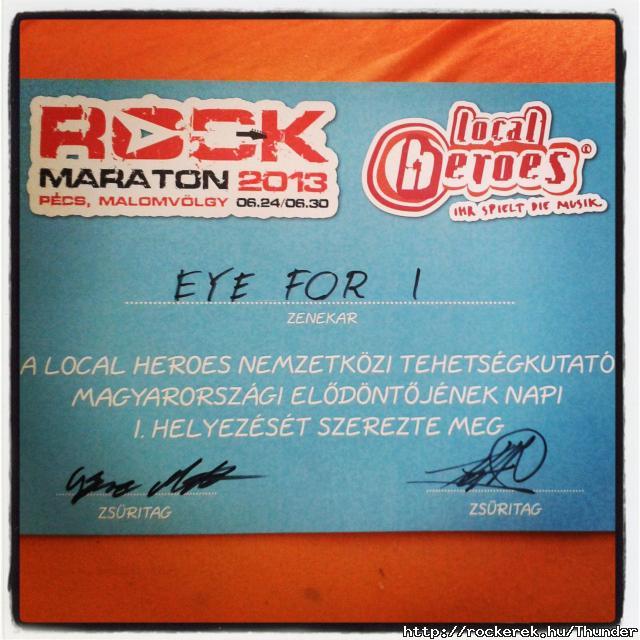 ROCK
MARATON 2013
PÉCS, MALOMVÖLGY 06.24/06.30
local
heroes®
IHR SPIELT DIE MUSIK
EYE FOR I
ZENEKAR
A LOCAL HEROES NEMZETKÖZI TEHETSÉGKUTATÓ
MAGYARORSZÁGI ELŐDÖNTŐJÉNEK NAPI
I. HELYEZÉSÉT SZEREZTE MEG
ZSŰRITAG
ZSŰRITAG
http://rockerek.hu/Thunder